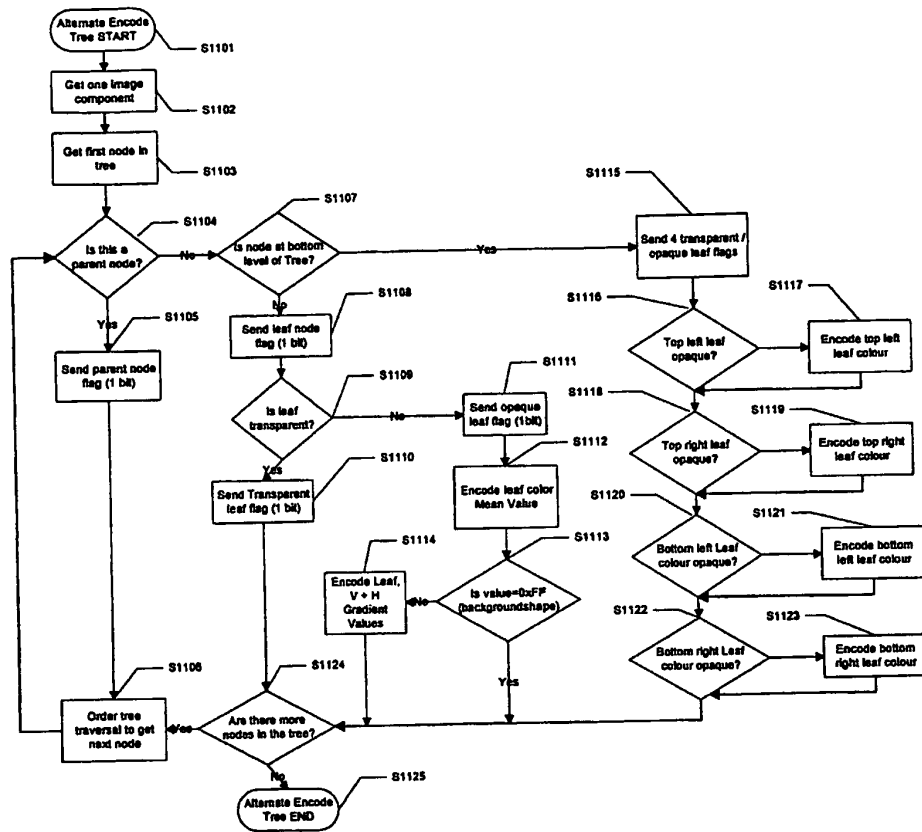 Alternate Encode
Tree START
S1101
Get one image
component
S1102
Get first node in
tree
S1103
S1104
Is this a
parent node?
No
Yes
S1105
Send parent node
flag (1 bit)
S1106
Order tree
traversal to get
next node
S1107
Is node at bottom
level of Tree?
Yes
No
S1108
Send leaf node
flag (1 bit)
S1109
Is leaf
transparent?
No
Yes
S1110
Send Transparent
leaf flag (1 bit)
S1111
Send opaque
leaf flag (1bit)
S1112
Encode leaf color
Mean Value
S1113
Is value=0xFF
(backgroundshape)
No
Yes
S1114
Encode Leaf,
V + H
Gradient
Values
S1115
Send 4 transparent /
opaque leaf flags
S1116
Top left leaf
opaque?
S1117
Encode top left
leaf colour
S1118
Top right leaf
opaque?
S1119
Encode top right
leaf colour
S1120
Bottom left Leaf
colour opaque?
S1121
Encode bottom
left leaf colour
S1122
Bottom right Leaf
colour opaque?
S1123
Encode bottom
right leaf colour
S1124
Are there more
nodes in the tree?
Yes
No
S1125
Alternate Encode
Tree END